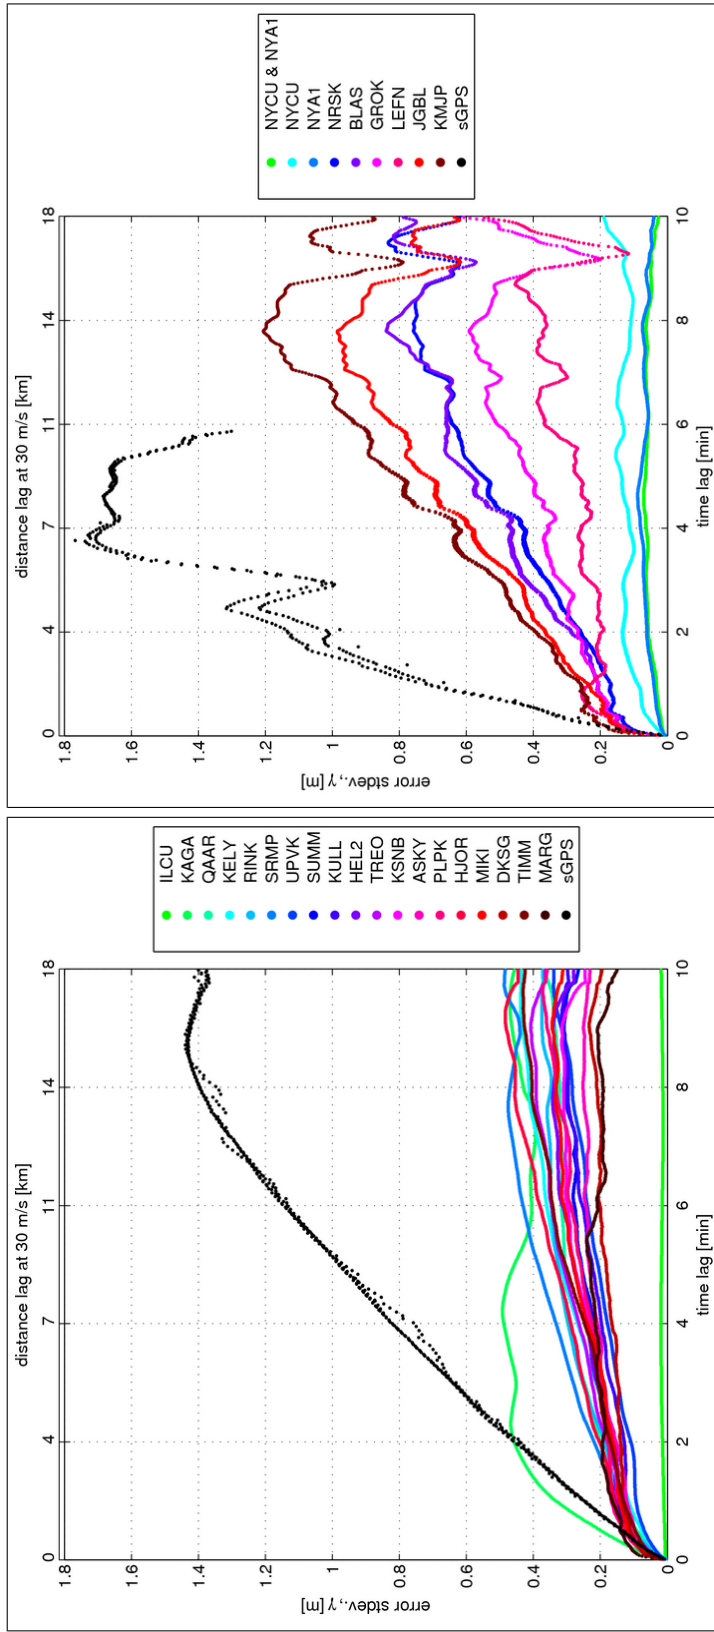 distance lag at 30 m/s [km]
0 4 7 11 14 18
error stdev., γ [m]
1.8
1.6
1.4
1.2
1
0.8
0.6
0.4
0.2
0 2 4 6 8 10
time lag [min]
ILCU
KAGA
QAAR
KELY
RINK
SRMP
UPVK
SUMM
KULL
HEL2
TREO
KSNB
ASKY
PLPK
HJOR
MIKI
DKSG
TIMM
MARG
sGPS
distance lag at 30 m/s [km]
0 4 7 11 14 18
error stdev., γ [m]
1.8
1.6
1.4
1.2
1
0.8
0.6
0.4
0.2
0 2 4 6 8 10
time lag [min]
NYCU & NYA1
NYCU
NYA1
NRSK
BLAS
GROK
LEFN
JGBL
KMJP
sGPS